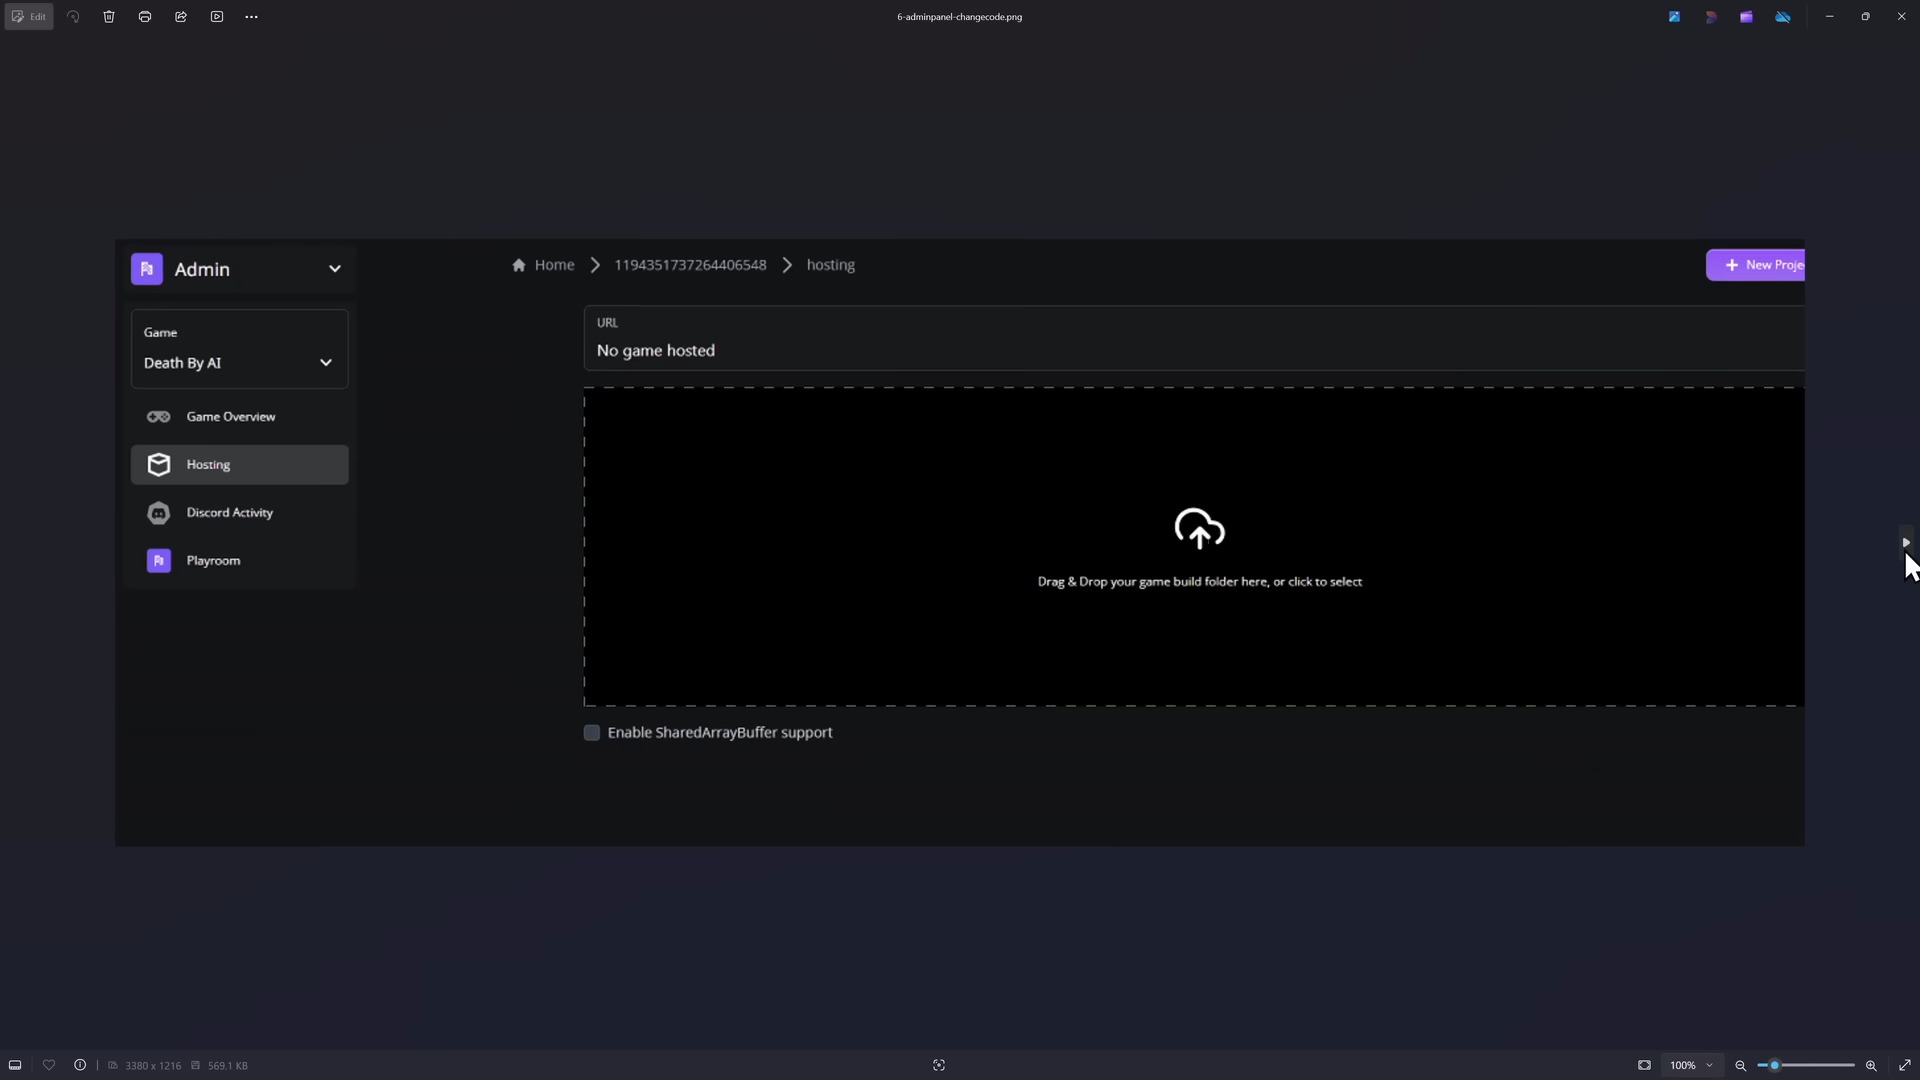 Edit
6-adminpanel-changecode.png
Admin
Home
1194351737264406548
hosting
New Proje
Game
Death By AI
URL
No game hosted
Game Overview
Hosting
Discord Activity
Playroom
Drag & Drop your game build folder here, or click to select
Enable SharedArrayBuffer support
3380 x 1216
569.1 KB
100%